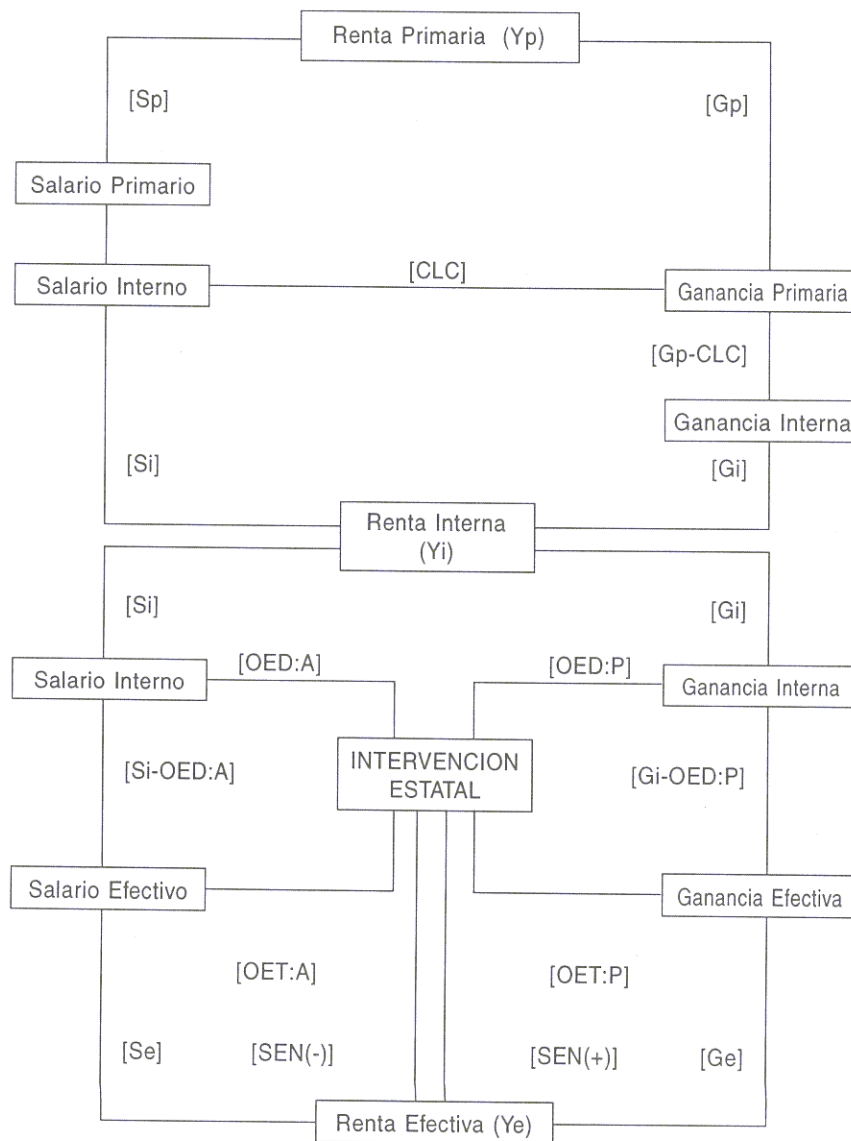 Renta Primaria (Yp)
[Sp]
[Gp]
Salario Primario
[CLC]
Salario Interno
Ganancia Primaria
[Gp-CLC]
Ganancia Interna
[Si]
[Gi]
Renta Interna
(Yi)
[Si]
[Gi]
[OED:A]
[OED:P]
Salario Interno
Ganancia Interna
INTERVENCION
ESTATAL
[Si-OED:A]
[Gi-OED:P]
Salario Efectivo
Ganancia Efectiva
[OET:A]
[OET:P]
[Se]
[SEN(-)]
[SEN(+)]
[Ge]
Renta Efectiva (Ye)